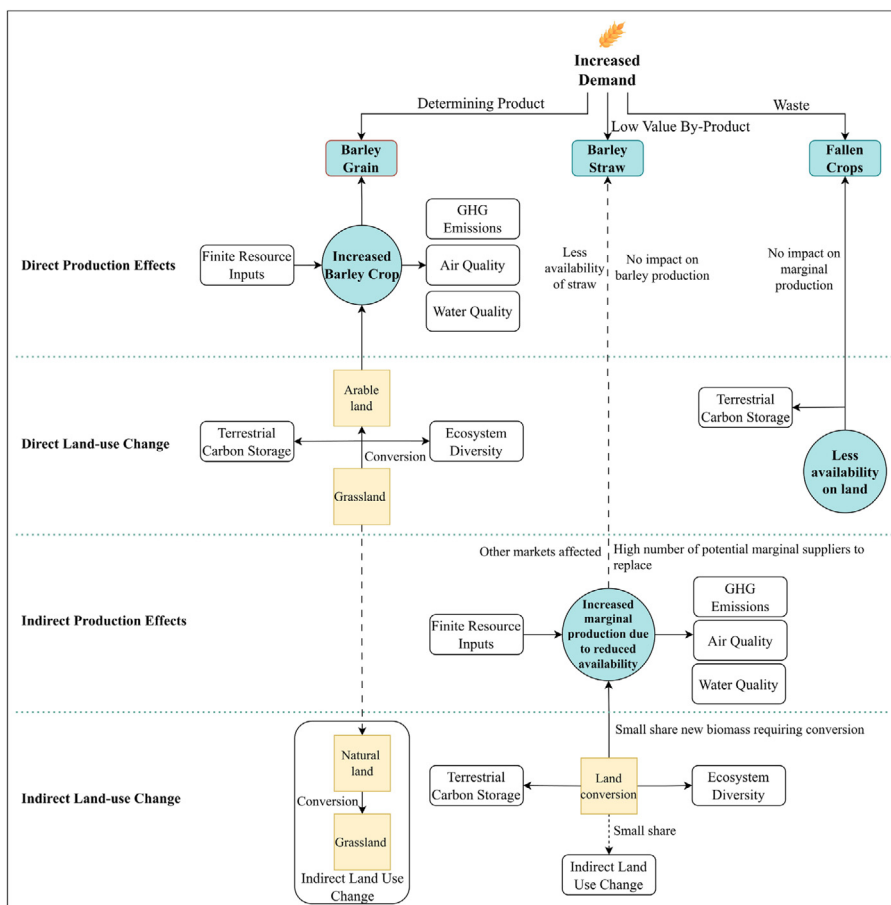 Increased
Demand
Determining Product
Waste
Low Value By-Product
Barley
Grain
Barley
Straw
Fallen
Crops
Direct Production Effects
Finite Resource
Inputs
Increased
Barley Crop
GHG
Emissions
Air Quality
Water Quality
Less
availability
of straw
No impact on
barley production
No impact on
marginal
production
Direct Land-use Change
Arable
land
Terrestrial
Carbon Storage
Conversion
Ecosystem
Diversity
Grassland
Terrestrial
Carbon Storage
Less
availability
on land
Other markets affected
High number of potential marginal suppliers to
replace
Indirect Production Effects
Finite Resource
Inputs
Increased
marginal
production due
to reduced
availability
GHG
Emissions
Air Quality
Water Quality
Small share new biomass requiring conversion
Indirect Land-use Change
Natural
land
Conversion
Grassland
Indirect Land Use
Change
Terrestrial
Carbon Storage
Land
conversion
Ecosystem
Diversity
Small share
Indirect Land
Use Change